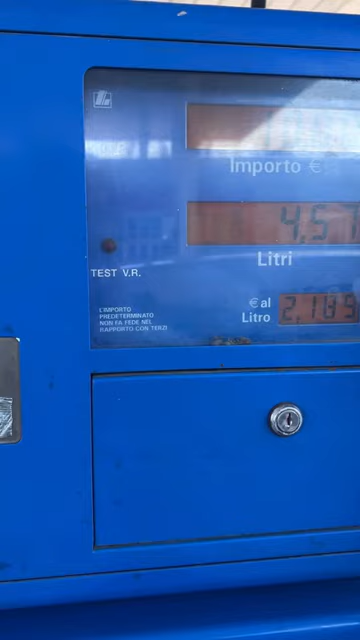 Importo €
4,57
Litri
TEST V.R.
€ al
Litro
2,189
L'IMPORTO
PREDETERMINATO
NON FA FEDE NEL
RAPPORTO CON TERZI